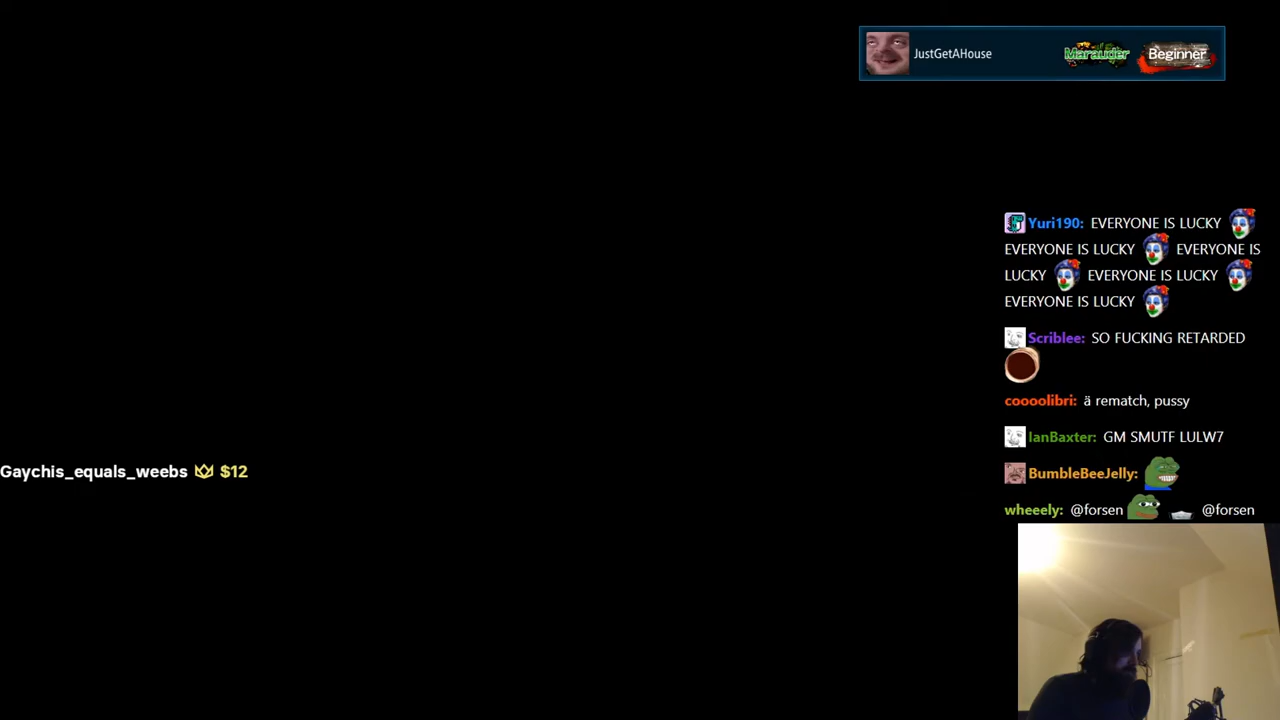 JustGetAHouse Marauder Beginner
Yuri190: EVERYONE IS LUCKY
EVERYONE IS LUCKY EVERYONE IS
LUCKY EVERYONE IS LUCKY
EVERYONE IS LUCKY
Scriblee: SO FUCKING RETARDED
coooolibri: ä rematch, pussy
IanBaxter: GM SMUTF LULW7
Gaychis_equals_weebs $12
BumbleBeeJelly:
wheeely: @forsen @forsen